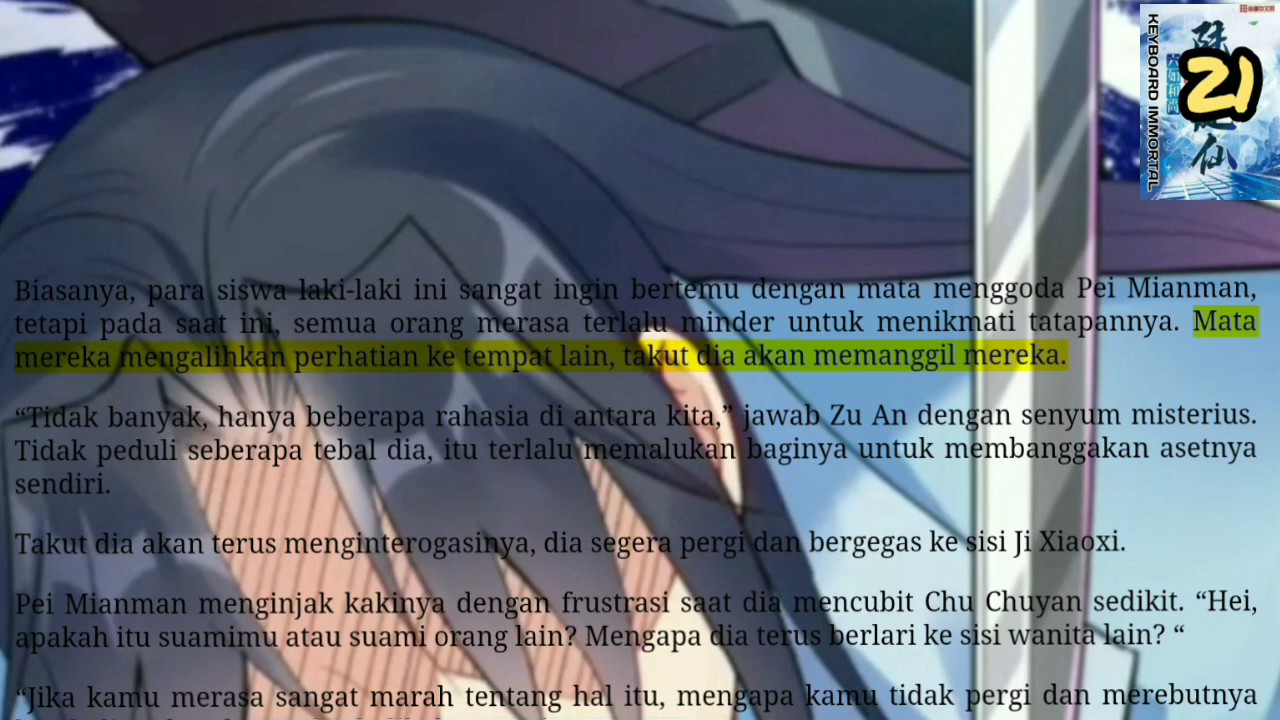 KEYBOARD IMMORTAL
六如和尚
仙
21
Biasanya, para siswa laki-laki ini sangat ingin bertemu dengan mata menggoda Pei Mianman,
tetapi pada saat ini, semua orang merasa terlalu minder untuk menikmati tatapannya. Mata
mereka mengalihkan perhatian ke tempat lain, takut dia akan memanggil mereka.
“Tidak banyak, hanya beberapa rahasia di antara kita,” jawab Zu An dengan senyum misterius.
Tidak peduli seberapa tebal dia, itu terlalu memalukan baginya untuk membanggakan asetnya
sendiri.
Takut dia akan terus menginterogasinya, dia segera pergi dan bergegas ke sisi Ji Xiaoxi.
Pei Mianman menginjak kakinya dengan frustrasi saat dia mencubit Chu Chuyan sedikit. “Hei,
apakah itu suamimu atau suami orang lain? Mengapa dia terus berlari ke sisi wanita lain? “
“Jika kamu merasa sangat marah tentang hal itu, mengapa kamu tidak pergi dan merebutnya